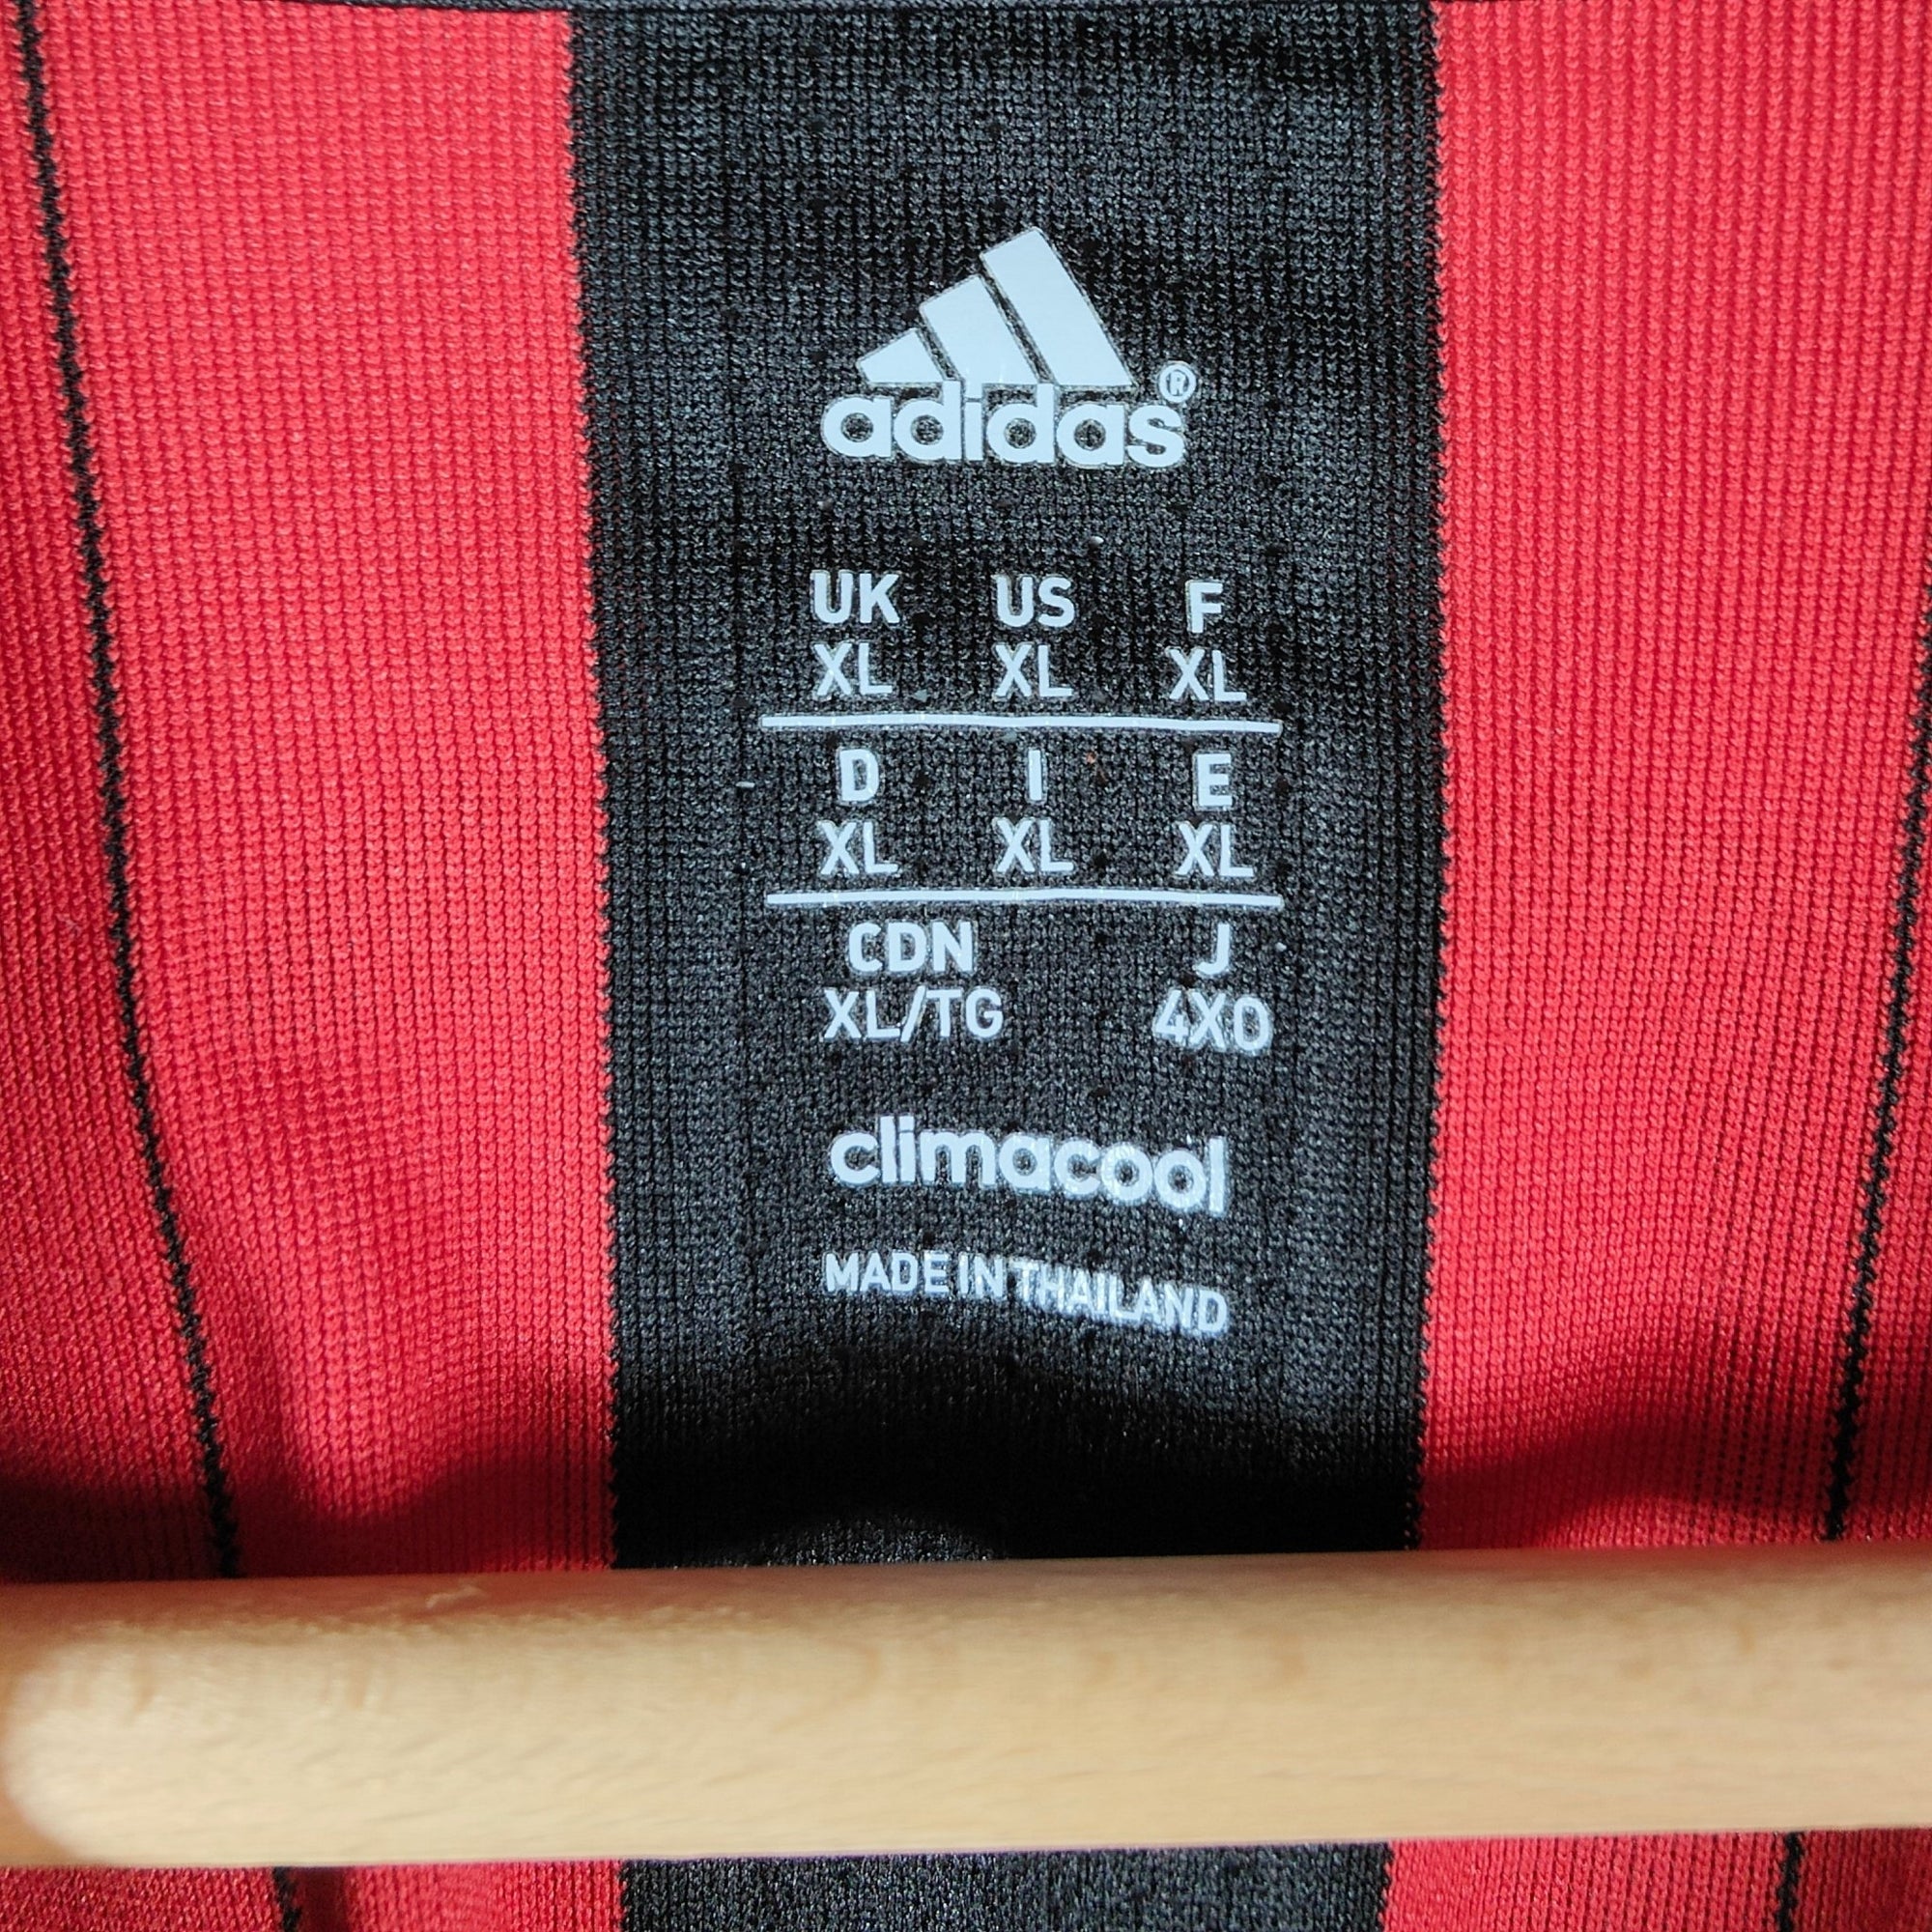 adidas®
UK US F
XL XL XL
D I E
XL XL XL
CDN J
XL/TG 4XO
climacool
MADE IN THAILAND